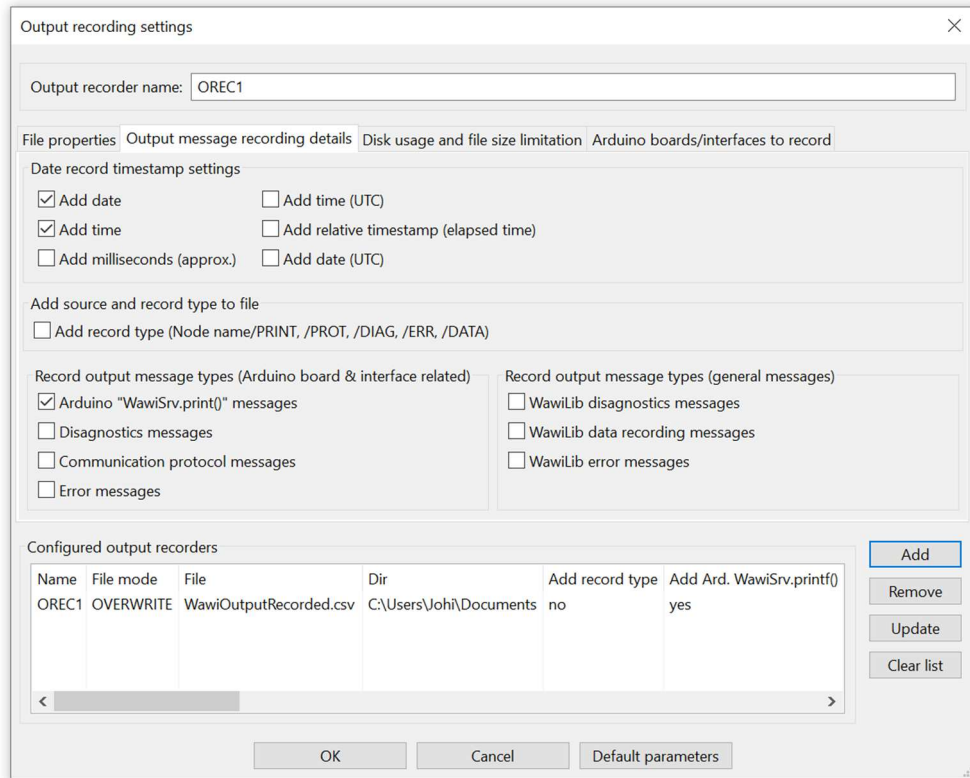 Output recording settings
Output recorder name: OREC1
File properties Output message recording details Disk usage and file size limitation Arduino boards/interfaces to record
Date record timestamp settings
Add date Add time (UTC)
Add time Add relative timestamp (elapsed time)
Add milliseconds (approx.) Add date (UTC)
Add source and record type to file
Add record type (Node name/PRINT, /PROT, /DIAG, /ERR, /DATA)
Record output message types (Arduino board & interface related) Record output message types (general messages)
Arduino "WawiSrv.print()" messages WawiLib disagnostics messages
Disagnostics messages WawiLib data recording messages
Communication protocol messages WawiLib error messages
Error messages
Configured output recorders
Name File mode File Dir Add record type Add Ard. WawiSrv.printf()
OREC1 OVERWRITE WawiOutputRecorded.csv C:\Users\Johi\Documents no yes
Add
Remove
Update
Clear list
OK Cancel Default parameters